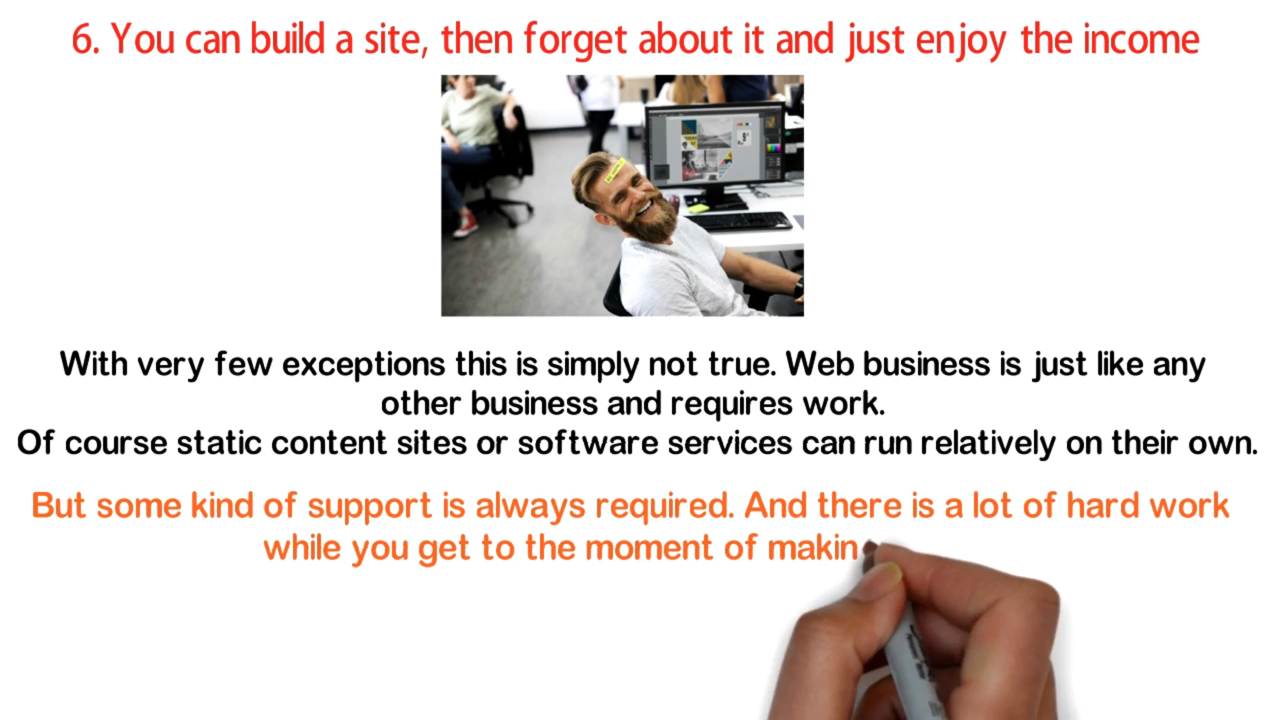 6. You can build a site, then forget about it and just enjoy the income
With very few exceptions this is simply not true. Web business is just like any
other business and requires work.
Of course static content sites or software services can run relatively on their own.
But some kind of support is always required. And there is a lot of hard work
while you get to the moment of makin